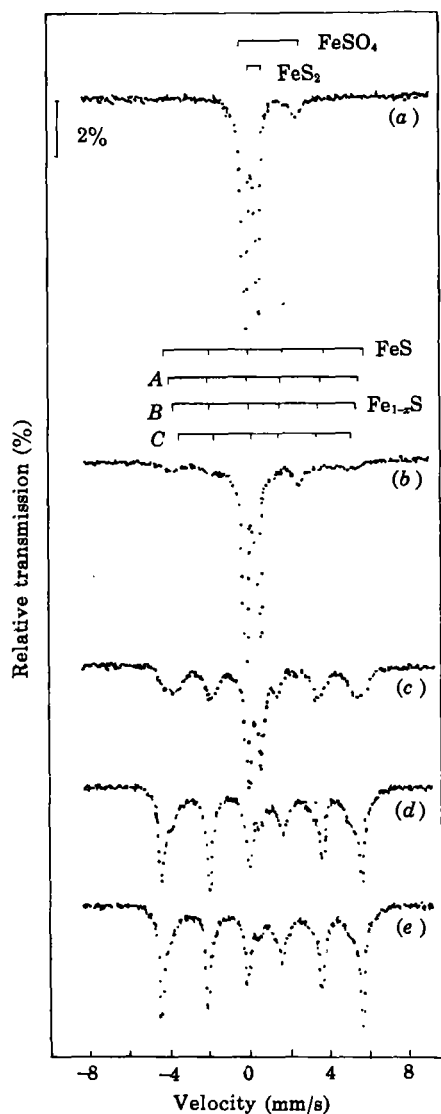 FeSO₄
FeS₂
(a)
2%
FeS
A
B
Fe₁₋ₓS
C
(b)
(c)
(d)
(e)
Relative transmission (%)
-8 -4 0 4 8
Velocity (mm/s)